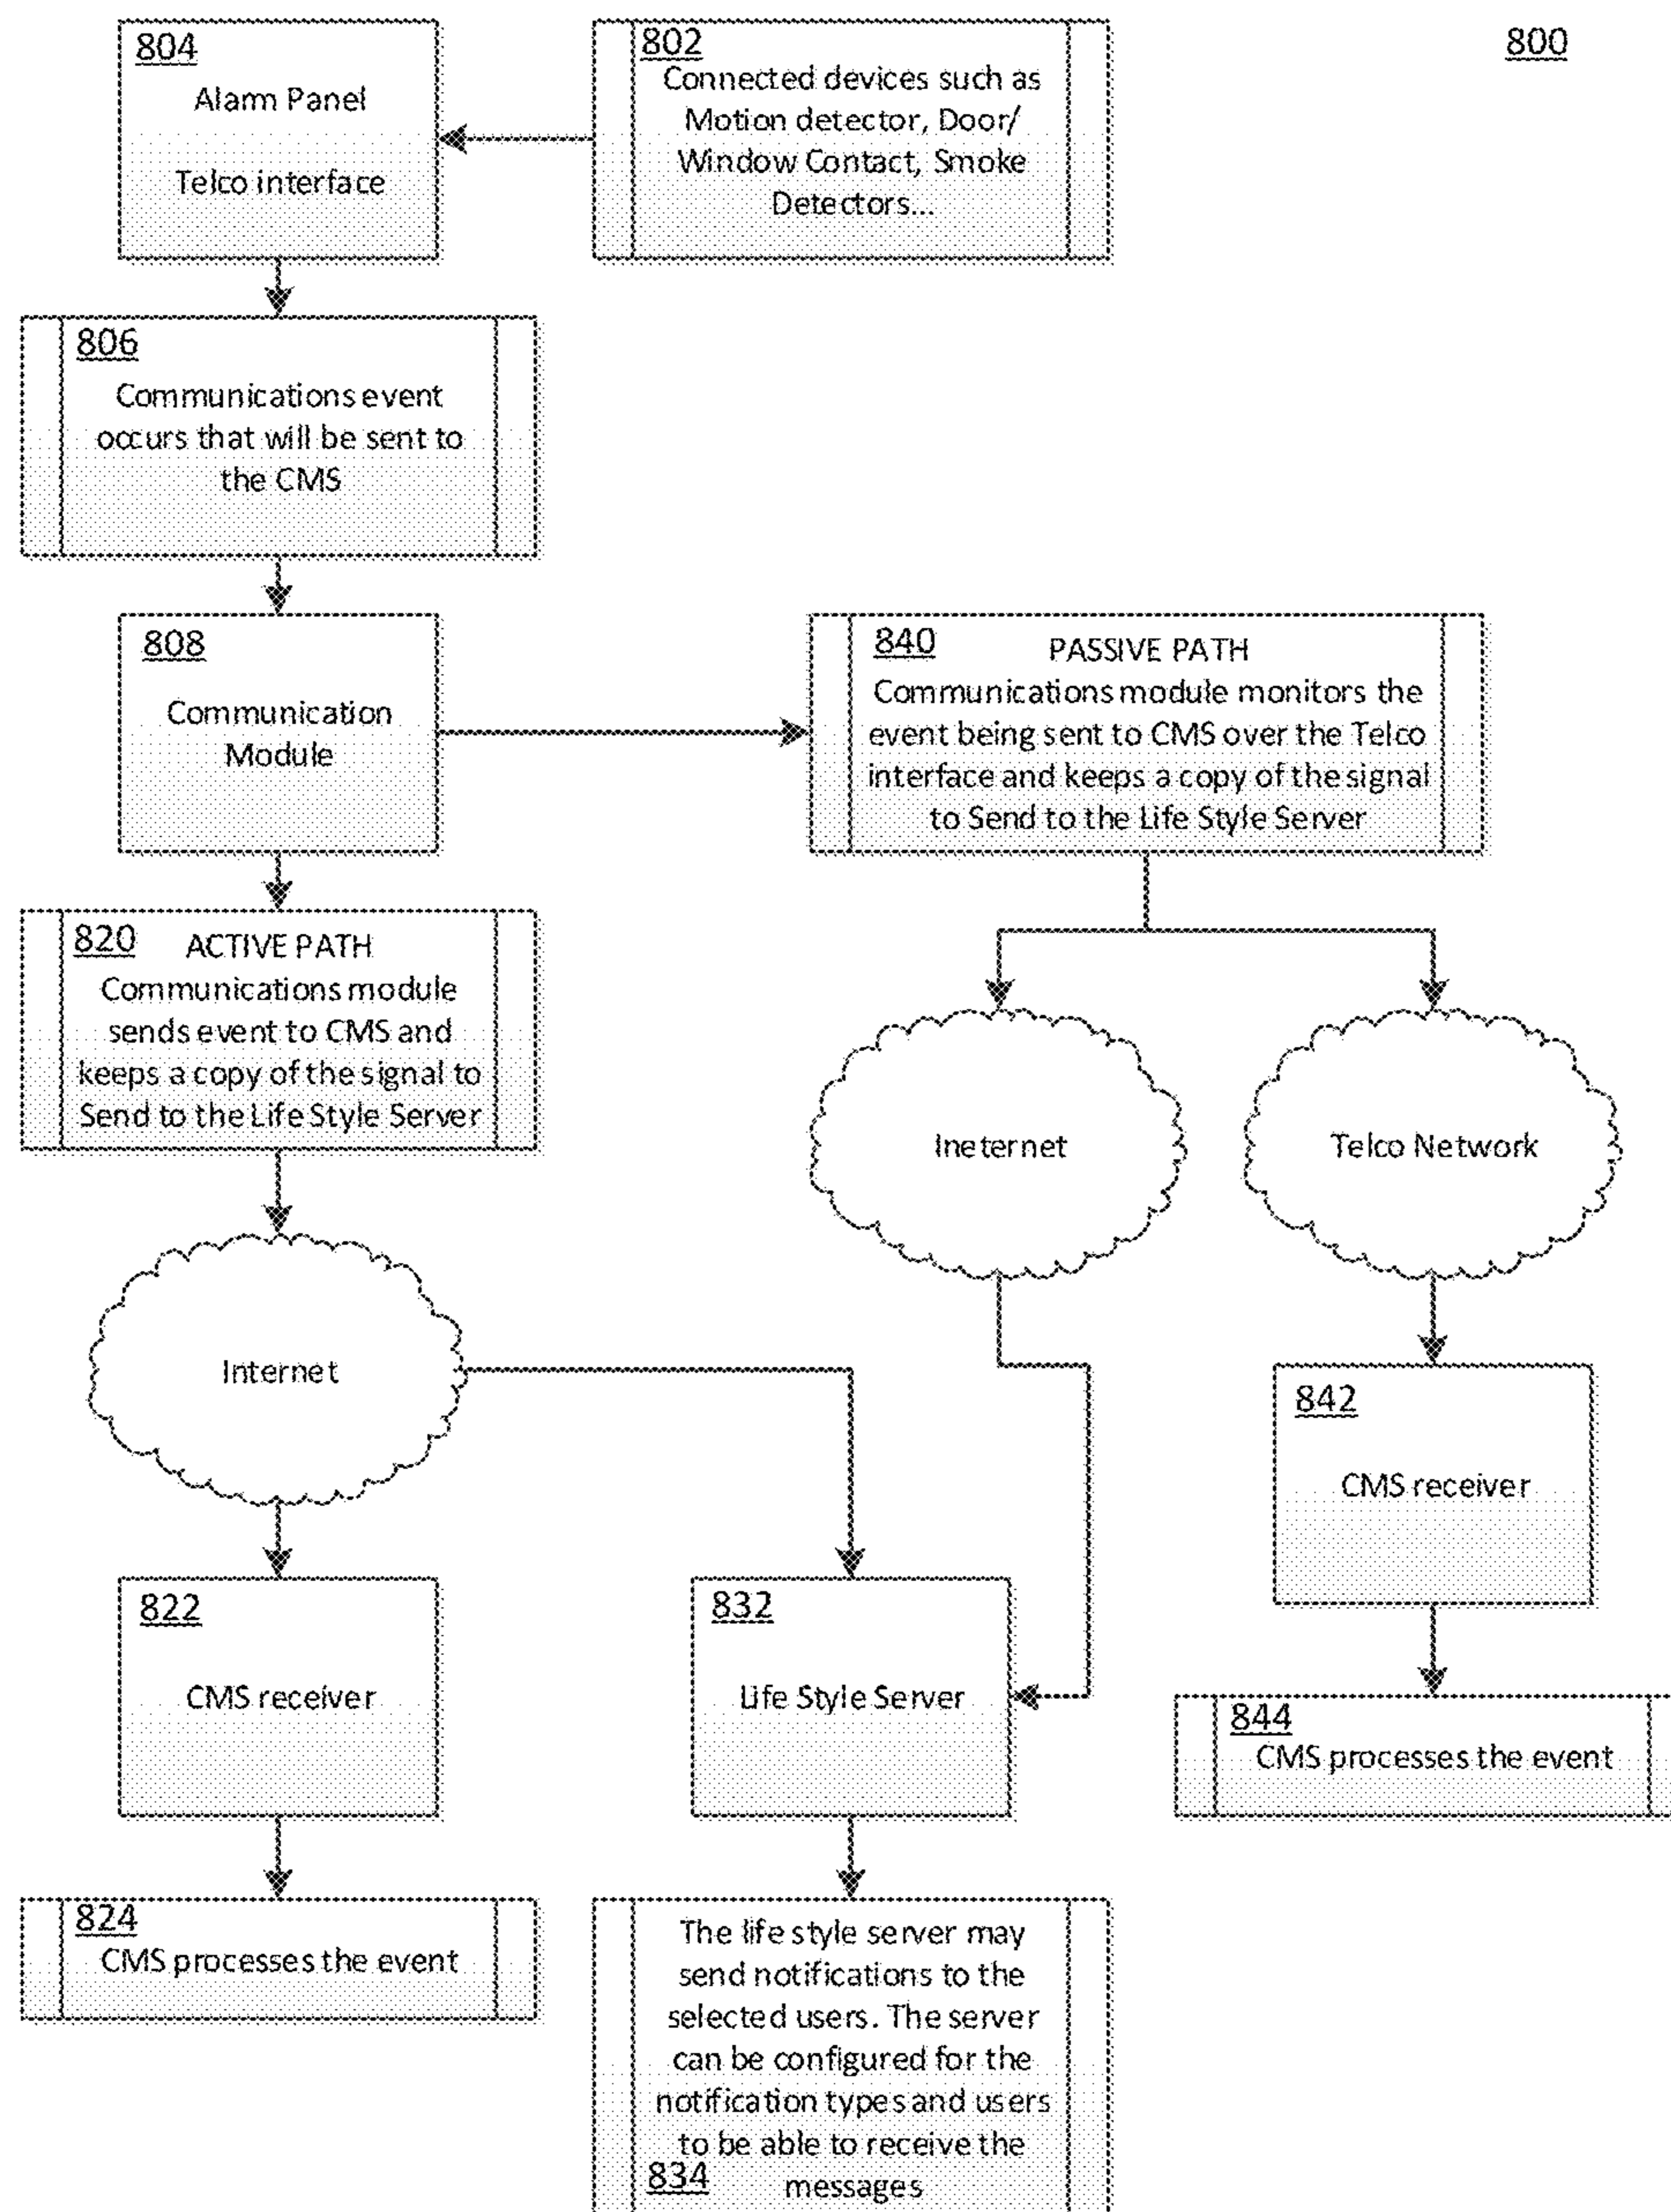 800
804
Alarm Panel
Telco interface
802
Connected devices such as
Motion detector, Door/
Window Contact, Smoke
Detectors...
806
Communications event
occurs that will be sent to
the CMS
808
Communication
Module
840 PASSIVE PATH
Communications module monitors the
event being sent to CMS over the Telco
interface and keeps a copy of the signal
to Send to the Life Style Server
820 ACTIVE PATH
Communications module
sends event to CMS and
keeps a copy of the signal to
Send to the Life Style Server
Ineternet
Telco Network
Internet
842
CMS receiver
822
CMS receiver
832
Life Style Server
844
CMS processes the event
824
CMS processes the event
The life style server may
send notifications to the
selected users. The server
can be configured for the
notification types and users
to be able to receive the
834 messages